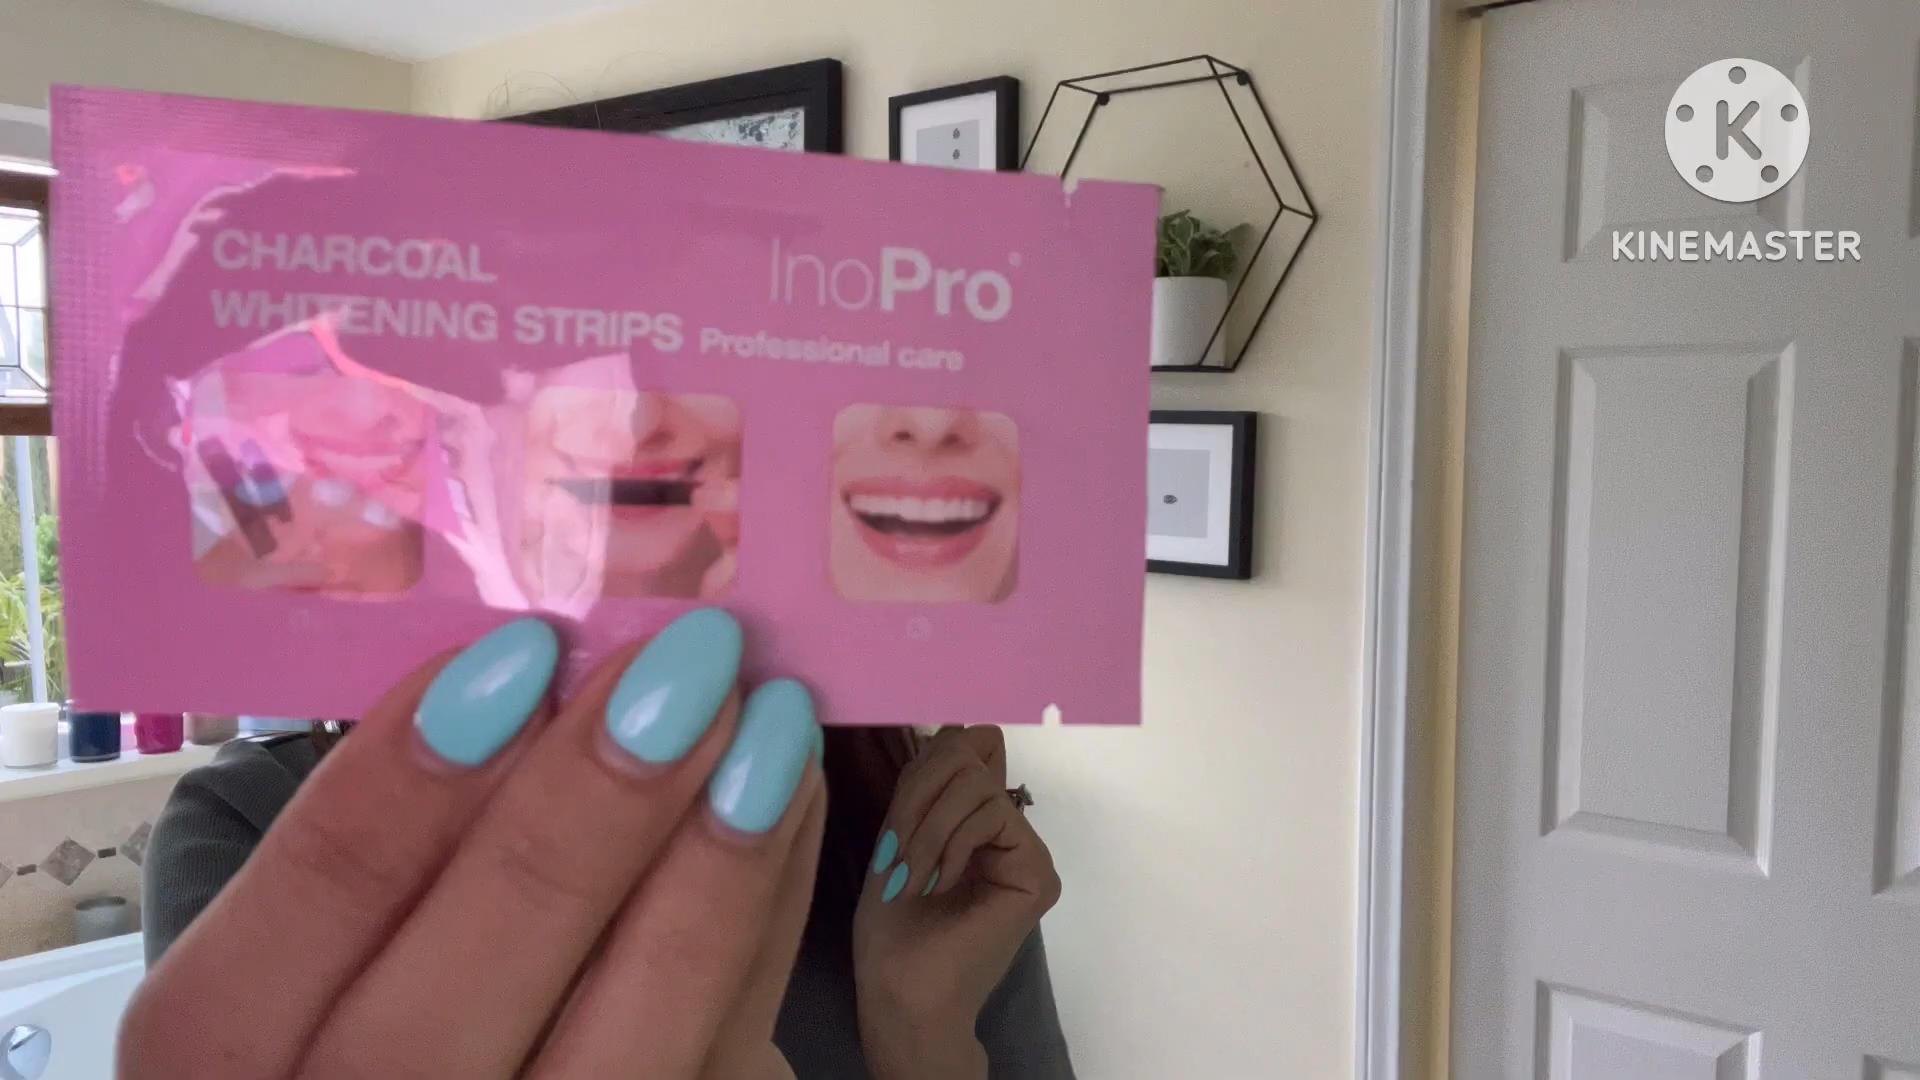 CHARCOAL
WHITENING STRIPS
InoPro
Professional care
K
KINEMASTER